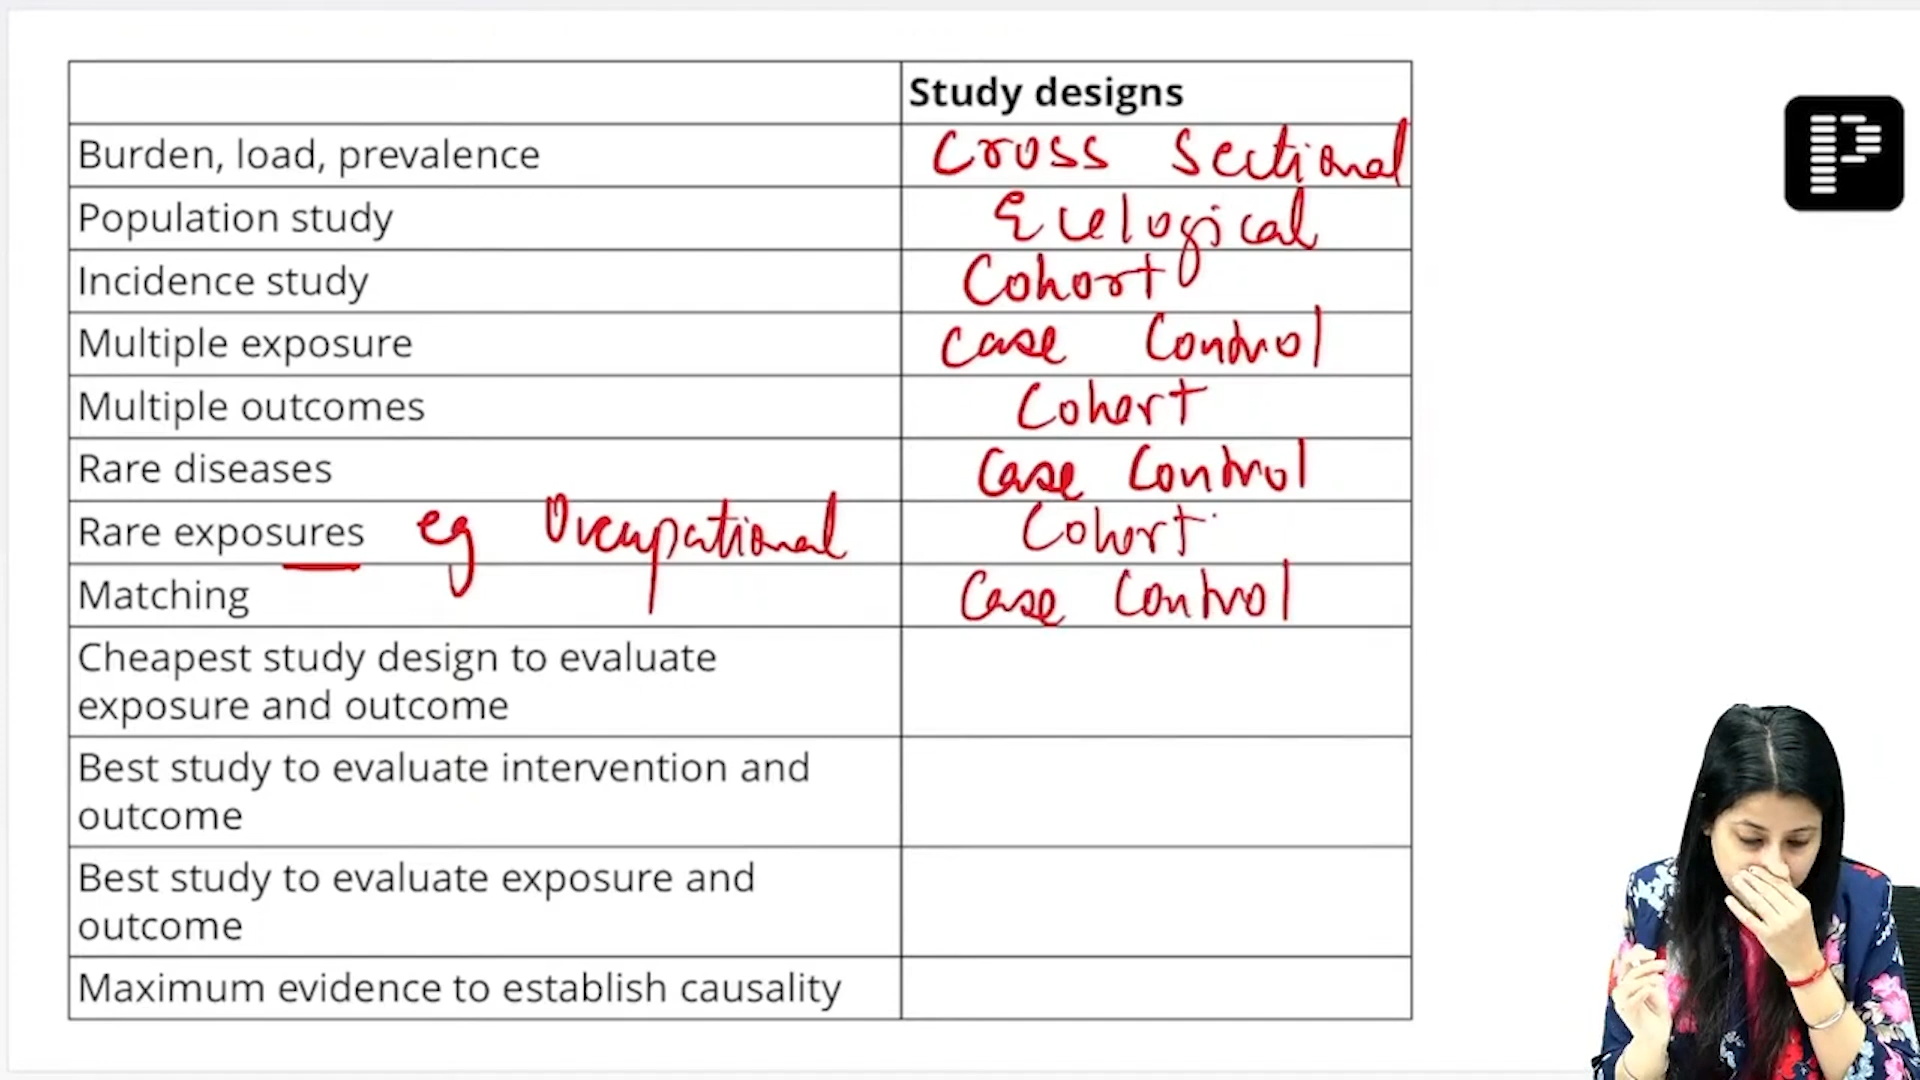 Study designs
Burden, load, prevalence Cross Sectional
Population study Ecological
Incidence study Cohort
Multiple exposure Case Control
Multiple outcomes Cohort
Rare diseases Case Control
Rare exposures eg Occupational Cohort
Matching Case Control
Cheapest study design to evaluate
exposure and outcome
Best study to evaluate intervention and
outcome
Best study to evaluate exposure and
outcome
Maximum evidence to establish causality
P